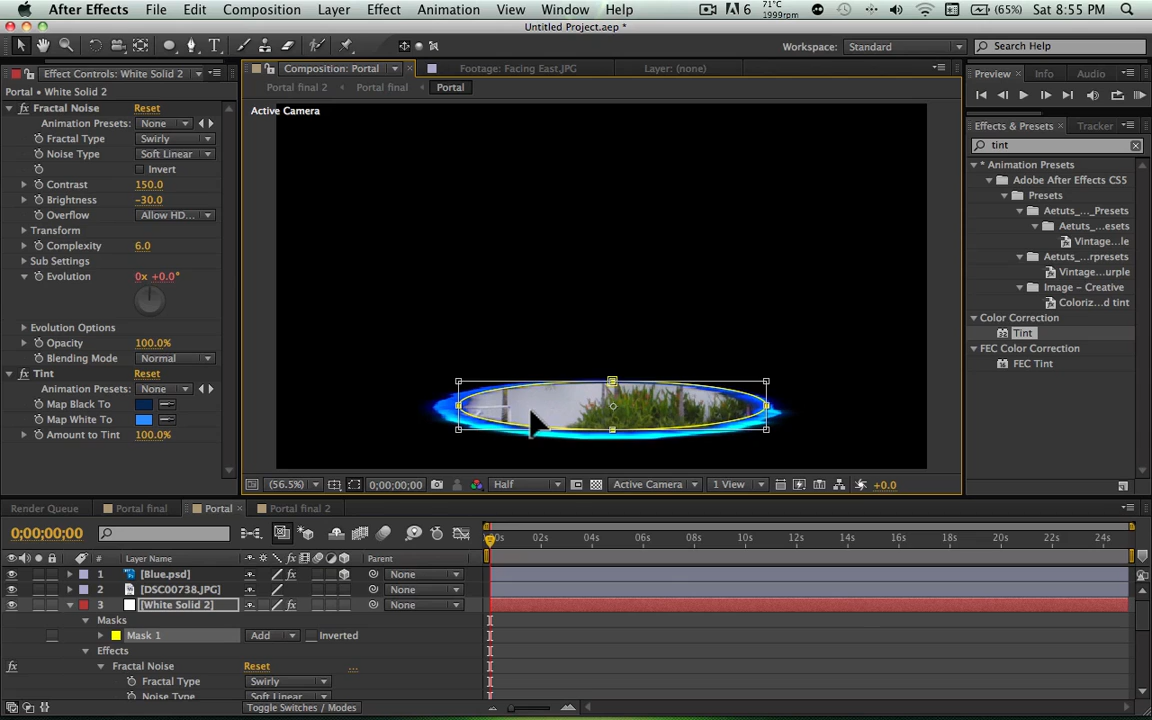 After Effects File Edit Composition Layer Effect Animation View Window Help A 6 71°C 1999rpm (65%) Sat 8:55 PM
Untitled Project.aep *
Workspace: Standard Search Help
Effect Controls: White Solid 2
Composition: Portal Footage: Facing East.JPG Layer: (none)
Preview Info Audio
Portal • White Solid 2
Portal final 2 Portal final Portal
Fractal Noise Reset
Active Camera
Animation Presets: None
Fractal Type Swirly
Noise Type Soft Linear
Invert
Contrast 150.0
Brightness -30.0
Overflow Allow HD...
Transform
Complexity 6.0
Sub Settings
Evolution 0x +0.0°
Evolution Options
Opacity 100.0%
Blending Mode Normal
Tint Reset
Animation Presets: None
Map Black To
Map White To
Amount to Tint 100.0%
Effects & Presets Tracker
tint
* Animation Presets
Adobe After Effects CS5
Presets
Aetuts_..._Presets
Aetuts_...esets
Vintage...le
Aetuts_...rpresets
Vintage...urple
Image – Creative
Coloriz...d tint
Color Correction
Tint
FEC Color Correction
FEC Tint
(56.5%) 0;00;00;00 Half Active Camera 1 View +0.0
Render Queue Portal final Portal Portal final 2
0;00;00;00
:00s 02s 04s 06s 08s 10s 12s 14s 16s 18s 20s 22s 24s
# Layer Name fx Parent
1 [Blue.psd] fx None
2 [DSC00738.JPG] None
3 [White Solid 2] fx None
Masks
Mask 1 Add Inverted
Effects
fx Fractal Noise Reset ...
Fractal Type Swirly
Noise Type Soft Linear
Toggle Switches / Modes